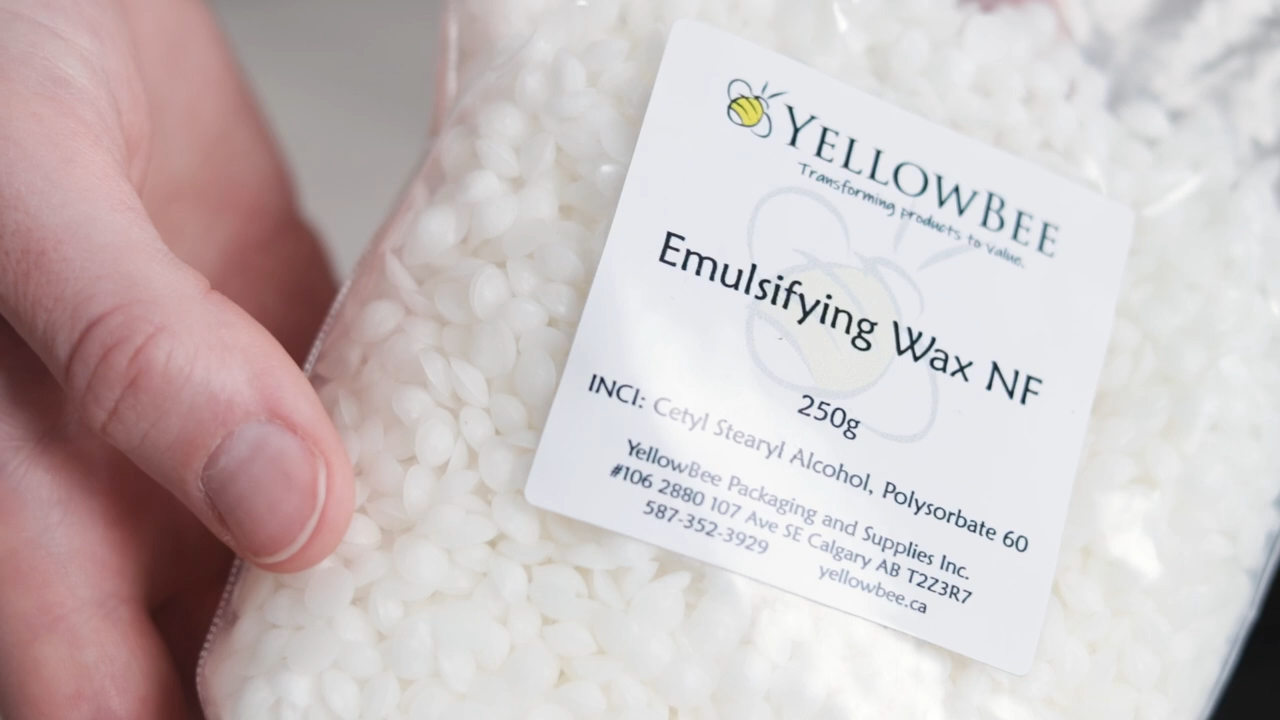 YELLOWBEE
Transforming products to value.
Emulsifying Wax NF
250g
INCI: Cetyl Stearyl Alcohol, Polysorbate 60
YellowBee Packaging and Supplies Inc.
#106 2880 107 Ave SE Calgary AB T2Z3R7
587-352-3929 yellowbee.ca